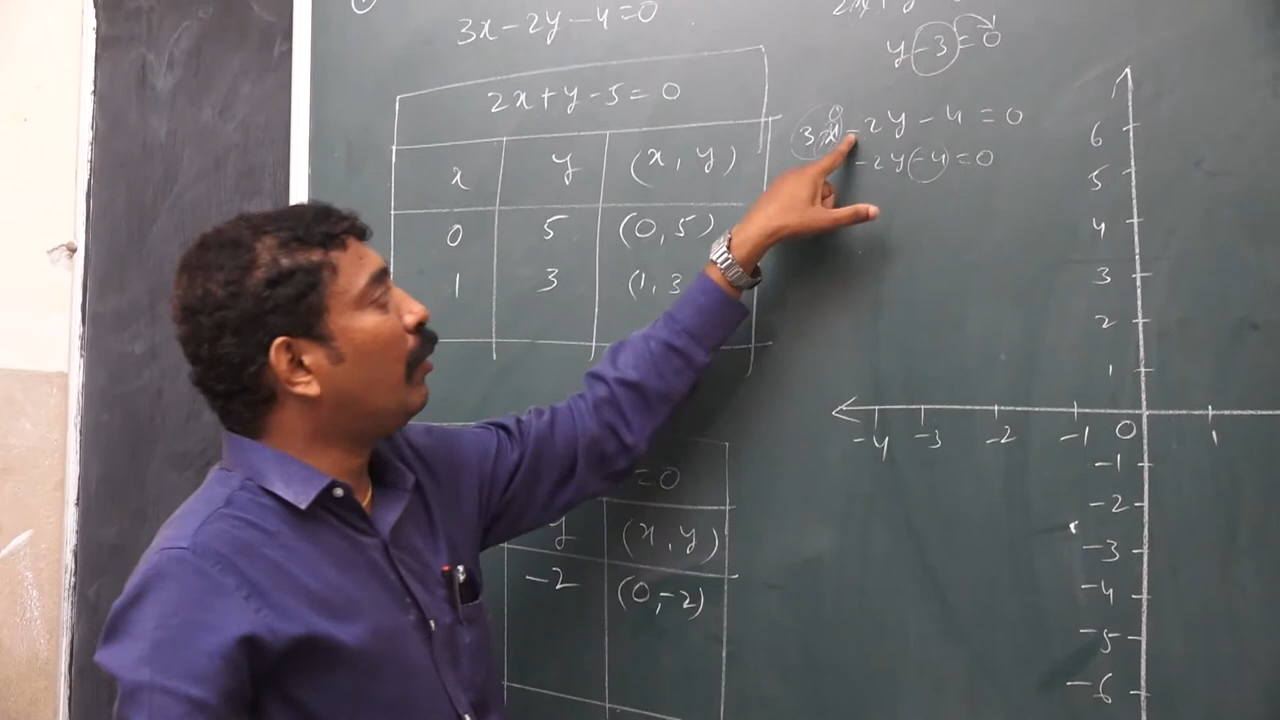 3x-2y-4=0
2x+y-5=0
x y (x, y)
0 5 (0,5)
1 3 (1,3
=0
y (x, y)
-2 (0,-2)
y-3=0
0
3x-2y-4=0
-2y-4=0
6
5
4
3
2
1
-4 -3 -2 -1 0 1
-1
-2
-3
-4
-5
-6